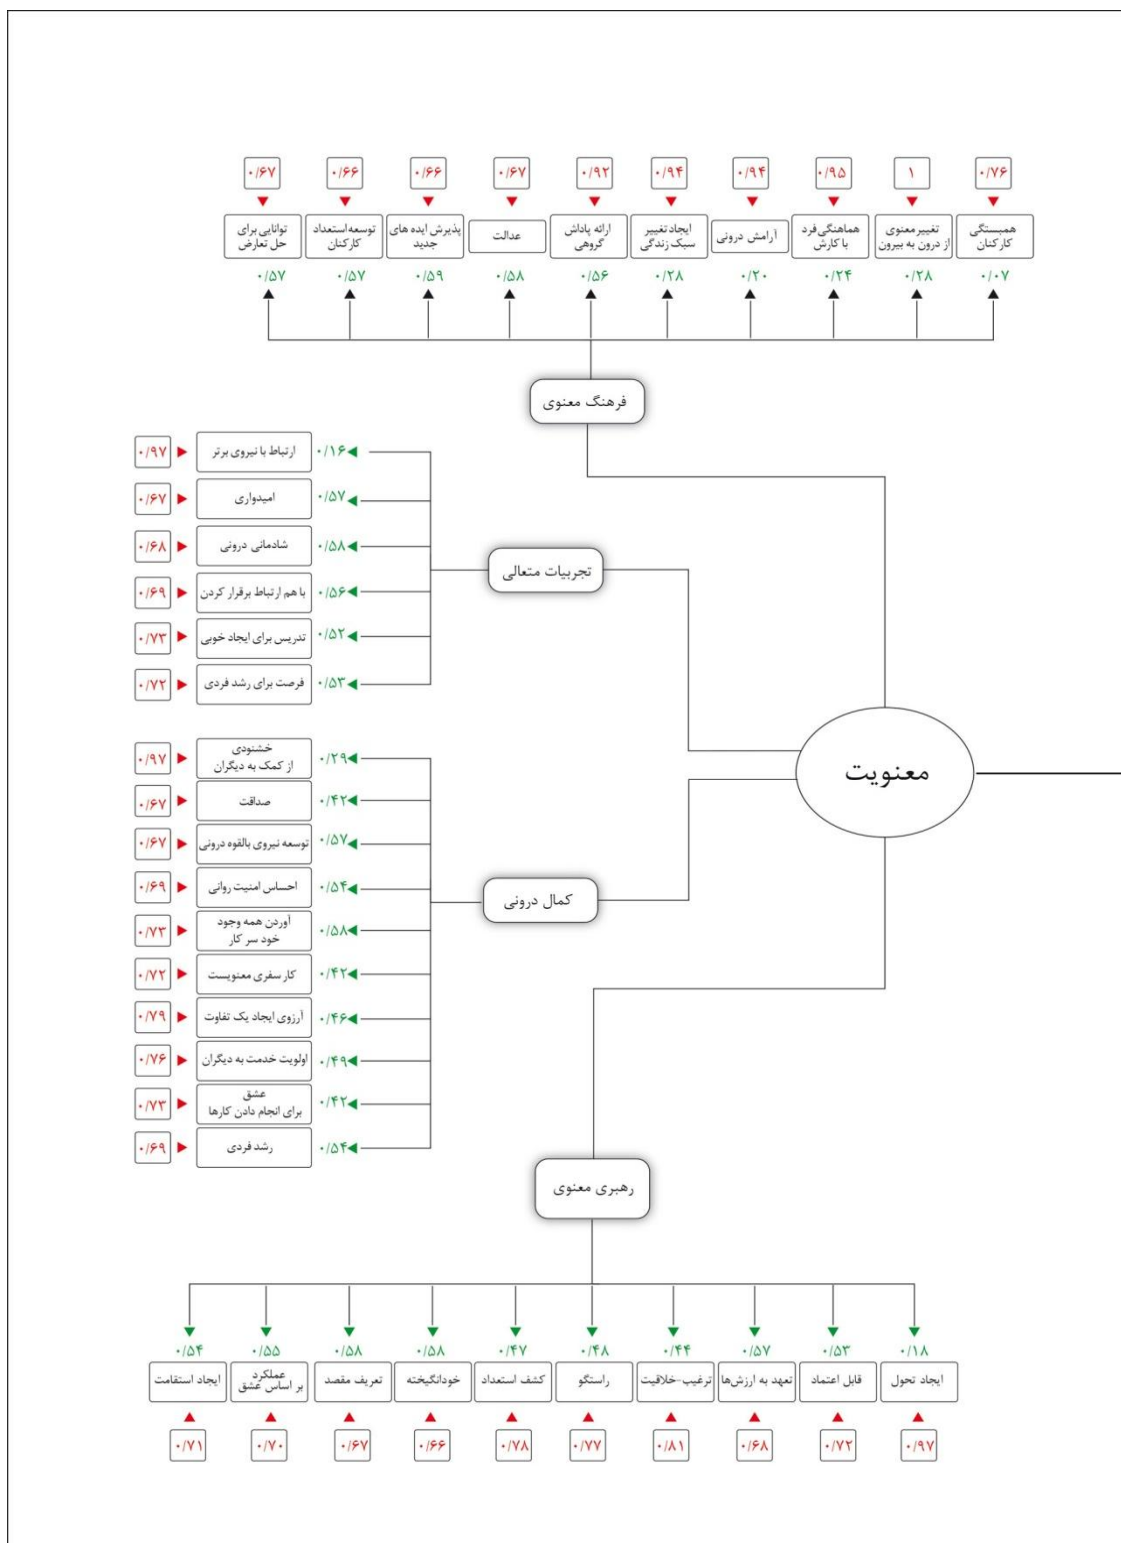 ۰/۷۶
۱
۰/۹۵
۰/۹۴
۰/۹۴
۰/۹۲
۰/۶۷
۰/۶۶
۰/۶۶
۰/۶۷
همبستگی
کارکنان
تغییر معنوی
از درون به بیرون
هماهنگی فرد
با کارش
آرامش درونی
ایجاد تغییر
سبک زندگی
ارائه پاداش
گروهی
عدالت
پذیرش ایده های
جدید
توسعه استعداد
کارکنان
توانایی برای
حل تعارض
۰/۰۷
۰/۲۸
۰/۲۴
۰/۲۰
۰/۲۸
۰/۵۶
۰/۵۸
۰/۵۹
۰/۵۷
۰/۵۷
فرهنگ معنوی
۰/۱۶ ارتباط با نیروی برتر ۰/۹۷
۰/۵۷ امیدواری ۰/۶۷
۰/۵۸ شادمانی درونی ۰/۶۸
تجربیات متعالی
۰/۵۶ با هم ارتباط برقرار کردن ۰/۶۹
۰/۵۲ تدریس برای ایجاد خوبی ۰/۷۳
۰/۵۳ فرصت برای رشد فردی ۰/۷۲
معنویت
۰/۲۹ خشنودی
از کمک به دیگران ۰/۹۷
۰/۴۲ صداقت ۰/۶۷
۰/۵۷ توسعه نیروی بالقوه درونی ۰/۶۷
۰/۵۴ احساس امنیت روانی ۰/۶۹
کمال درونی
۰/۵۸ آوردن همه وجود
خود سر کار ۰/۷۳
۰/۴۲ کار سفری معنویست ۰/۷۲
۰/۴۶ آرزوی ایجاد یک تفاوت ۰/۷۹
۰/۴۹ اولویت خدمت به دیگران ۰/۷۶
۰/۴۲ عشق
برای انجام دادن کارها ۰/۷۳
۰/۵۴ رشد فردی ۰/۶۹
رهبری معنوی
۰/۱۸
۰/۵۳
۰/۵۷
۰/۴۴
۰/۴۸
۰/۴۷
۰/۵۸
۰/۵۸
۰/۵۵
۰/۵۴
ایجاد تحول
قابل اعتماد
تعهد به ارزش‌ها
ترغیب-خلاقیت
راستگو
کشف استعداد
خودانگیخته
تعریف مقصد
عملکرد
بر اساس عشق
ایجاد استقامت
۰/۹۷
۰/۷۲
۰/۶۸
۰/۸۱
۰/۷۷
۰/۷۸
۰/۶۶
۰/۶۷
۰/۷۰
۰/۷۱